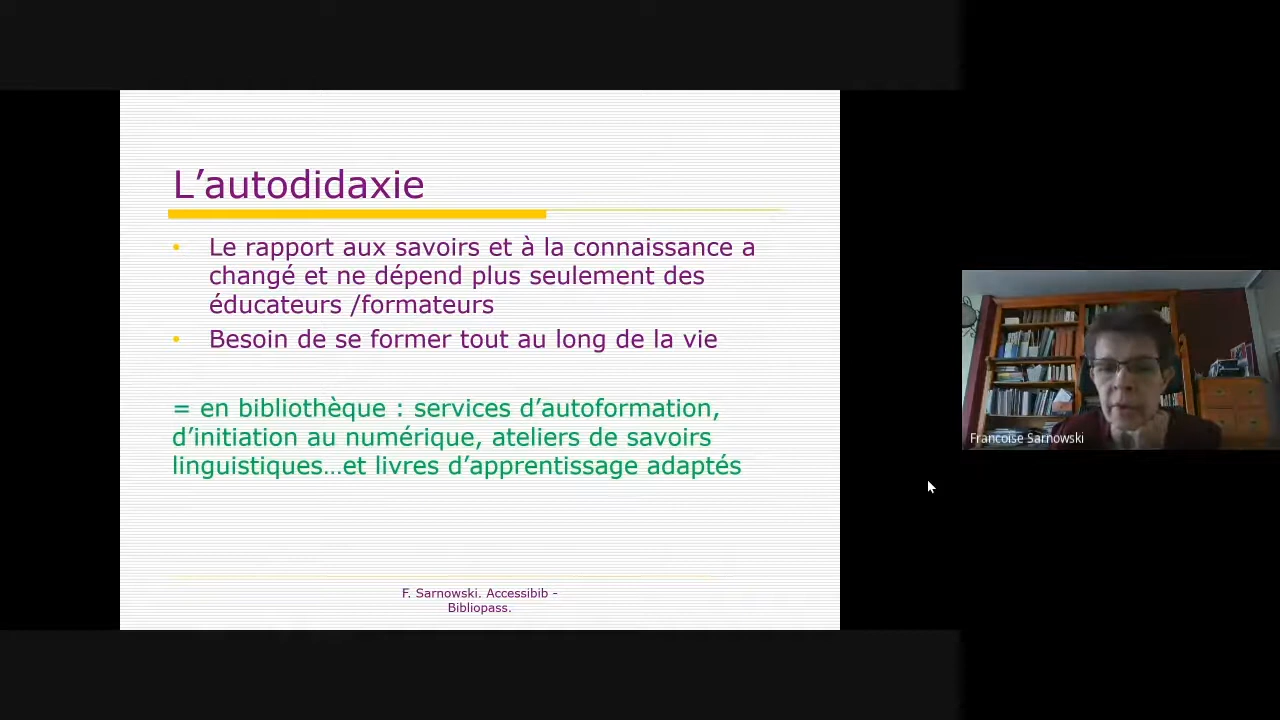 L’autodidaxie
• Le rapport aux savoirs et à la connaissance a
changé et ne dépend plus seulement des
éducateurs /formateurs
• Besoin de se former tout au long de la vie
= en bibliothèque : services d’autoformation,
d’initiation au numérique, ateliers de savoirs
linguistiques…et livres d’apprentissage adaptés
F. Sarnowski. Accessibib -
Bibliopass.
Francoise Sarnowski